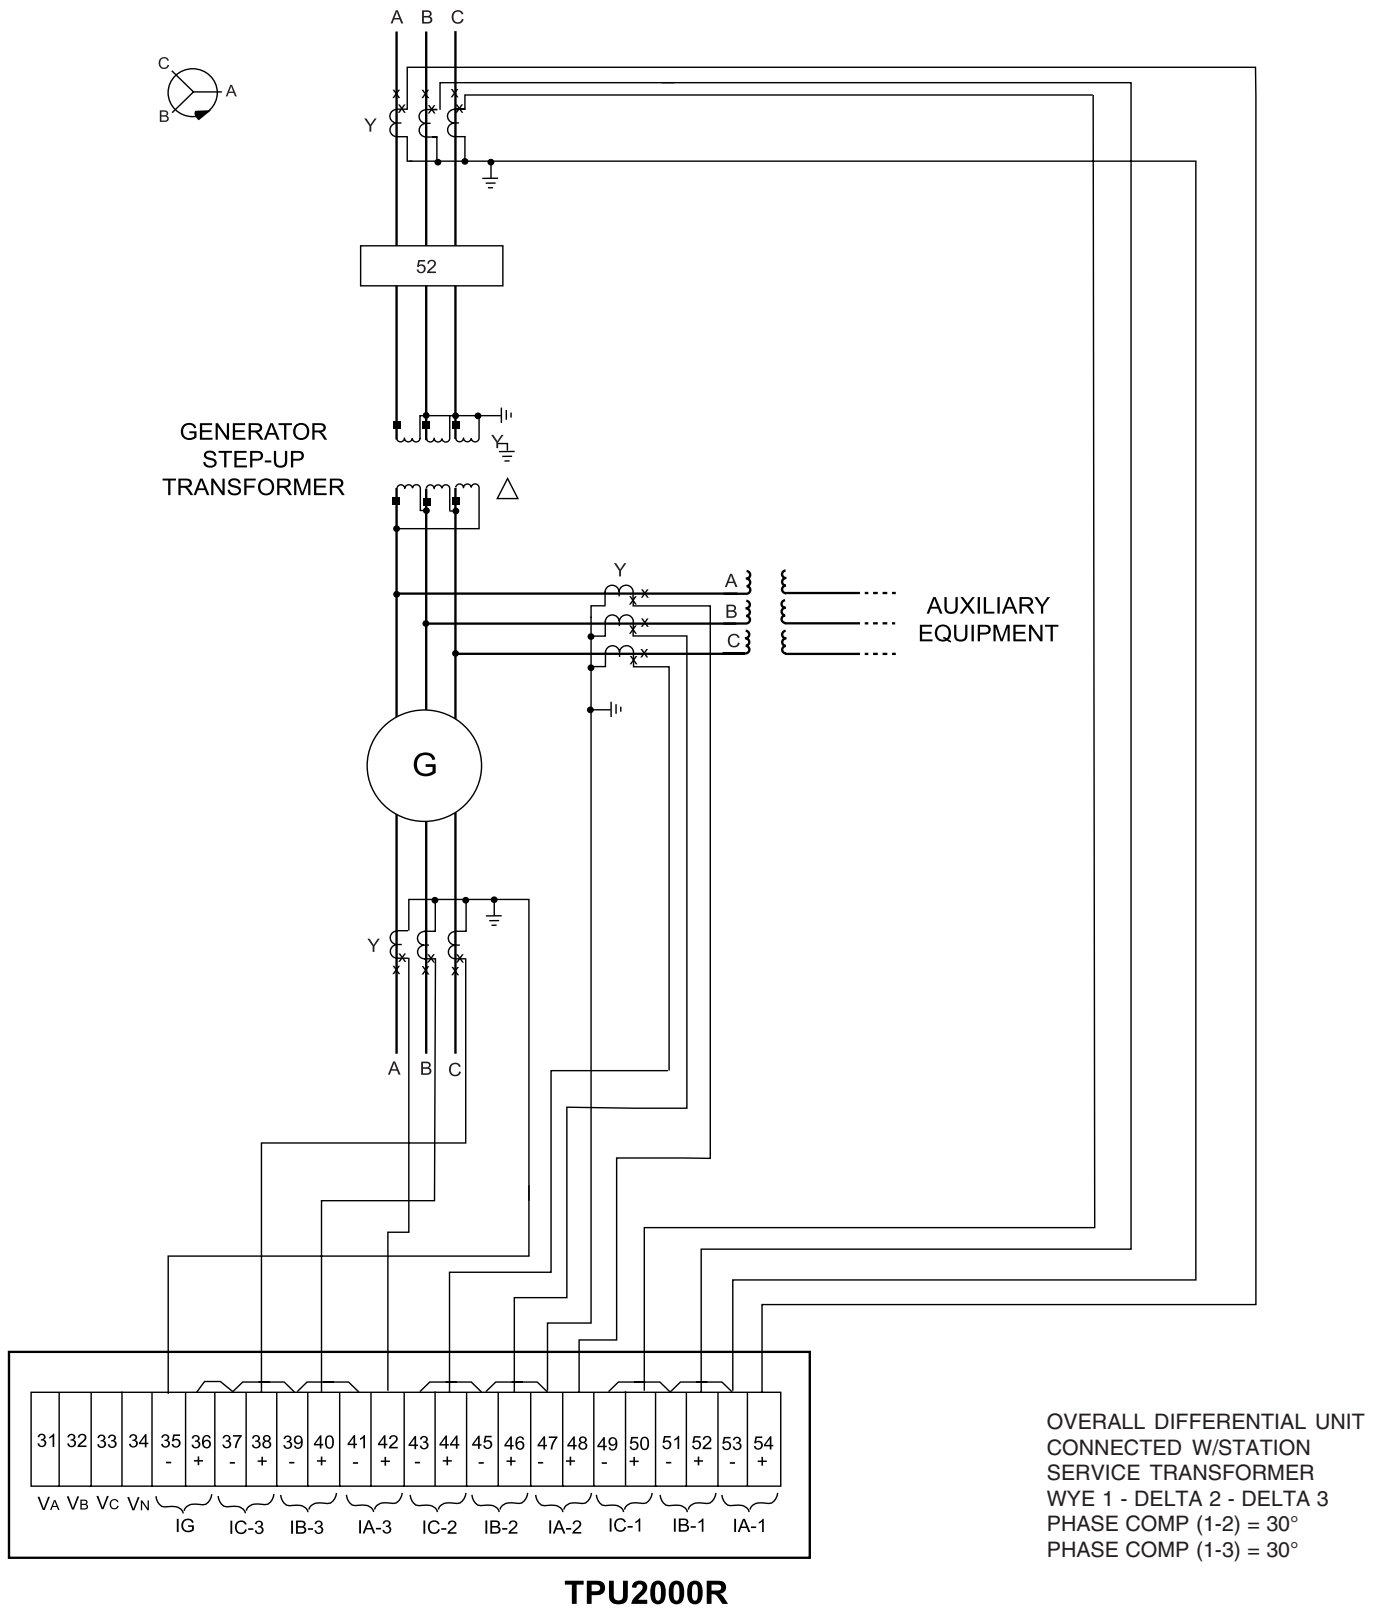 A B C
C
A
B
Y
52
GENERATOR
STEP-UP
TRANSFORMER
Y
Y
A
B
C
AUXILIARY
EQUIPMENT
G
Y
A B C
31 32 33 34 35 36 37 38 39 40 41 42 43 44 45 46 47 48 49 50 51 52 53 54
- + - + - + - + - + - + - + - + - + - +
VA VB VC VN
IG IC-3 IB-3 IA-3 IC-2 IB-2 IA-2 IC-1 IB-1 IA-1
TPU2000R
OVERALL DIFFERENTIAL UNIT
CONNECTED W/STATION
SERVICE TRANSFORMER
WYE 1 - DELTA 2 - DELTA 3
PHASE COMP (1-2) = 30°
PHASE COMP (1-3) = 30°